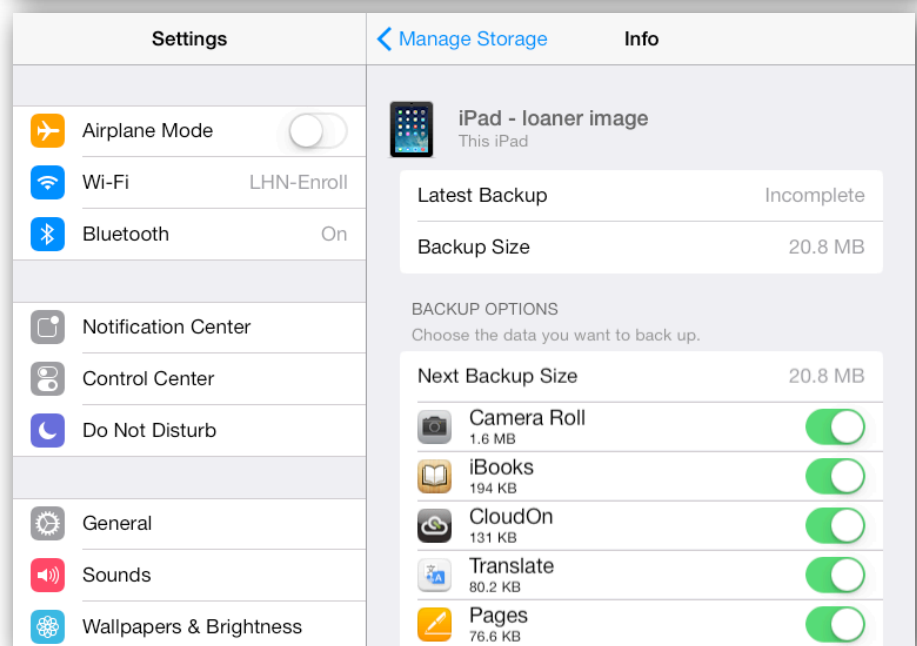 Settings
Airplane Mode
Wi-Fi LHN-Enroll
Bluetooth On
Notification Center
Control Center
Do Not Disturb
General
Sounds
Wallpapers & Brightness
Manage Storage Info
iPad - loaner image
This iPad
Latest Backup Incomplete
Backup Size 20.8 MB
BACKUP OPTIONS
Choose the data you want to back up.
Next Backup Size 20.8 MB
Camera Roll
1.6 MB
iBooks
194 KB
CloudOn
131 KB
Translate
80.2 KB
Pages
76.6 KB